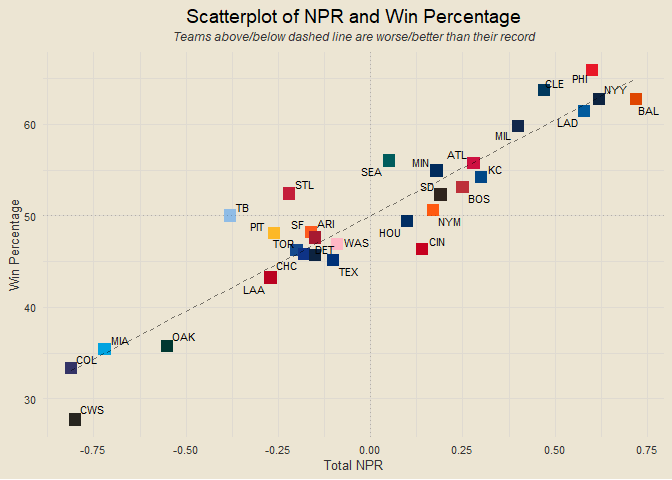 Scatterplot of NPR and Win Percentage
Teams above/below dashed line are worse/better than their record
PHI
CLE
NYY
BAL
LAD
60
MIL
ATL
MIN
SEA
KC
STL
SD
BOS
TB
50
PIT
SF
ARI
NYM
HOU
TOR
WAS
CIN
DET
CHC
TEX
LAA
40
MIA
OAK
COL
30
CWS
Win Percentage
-0.75
-0.50
-0.25
0.00
0.25
0.50
0.75
Total NPR